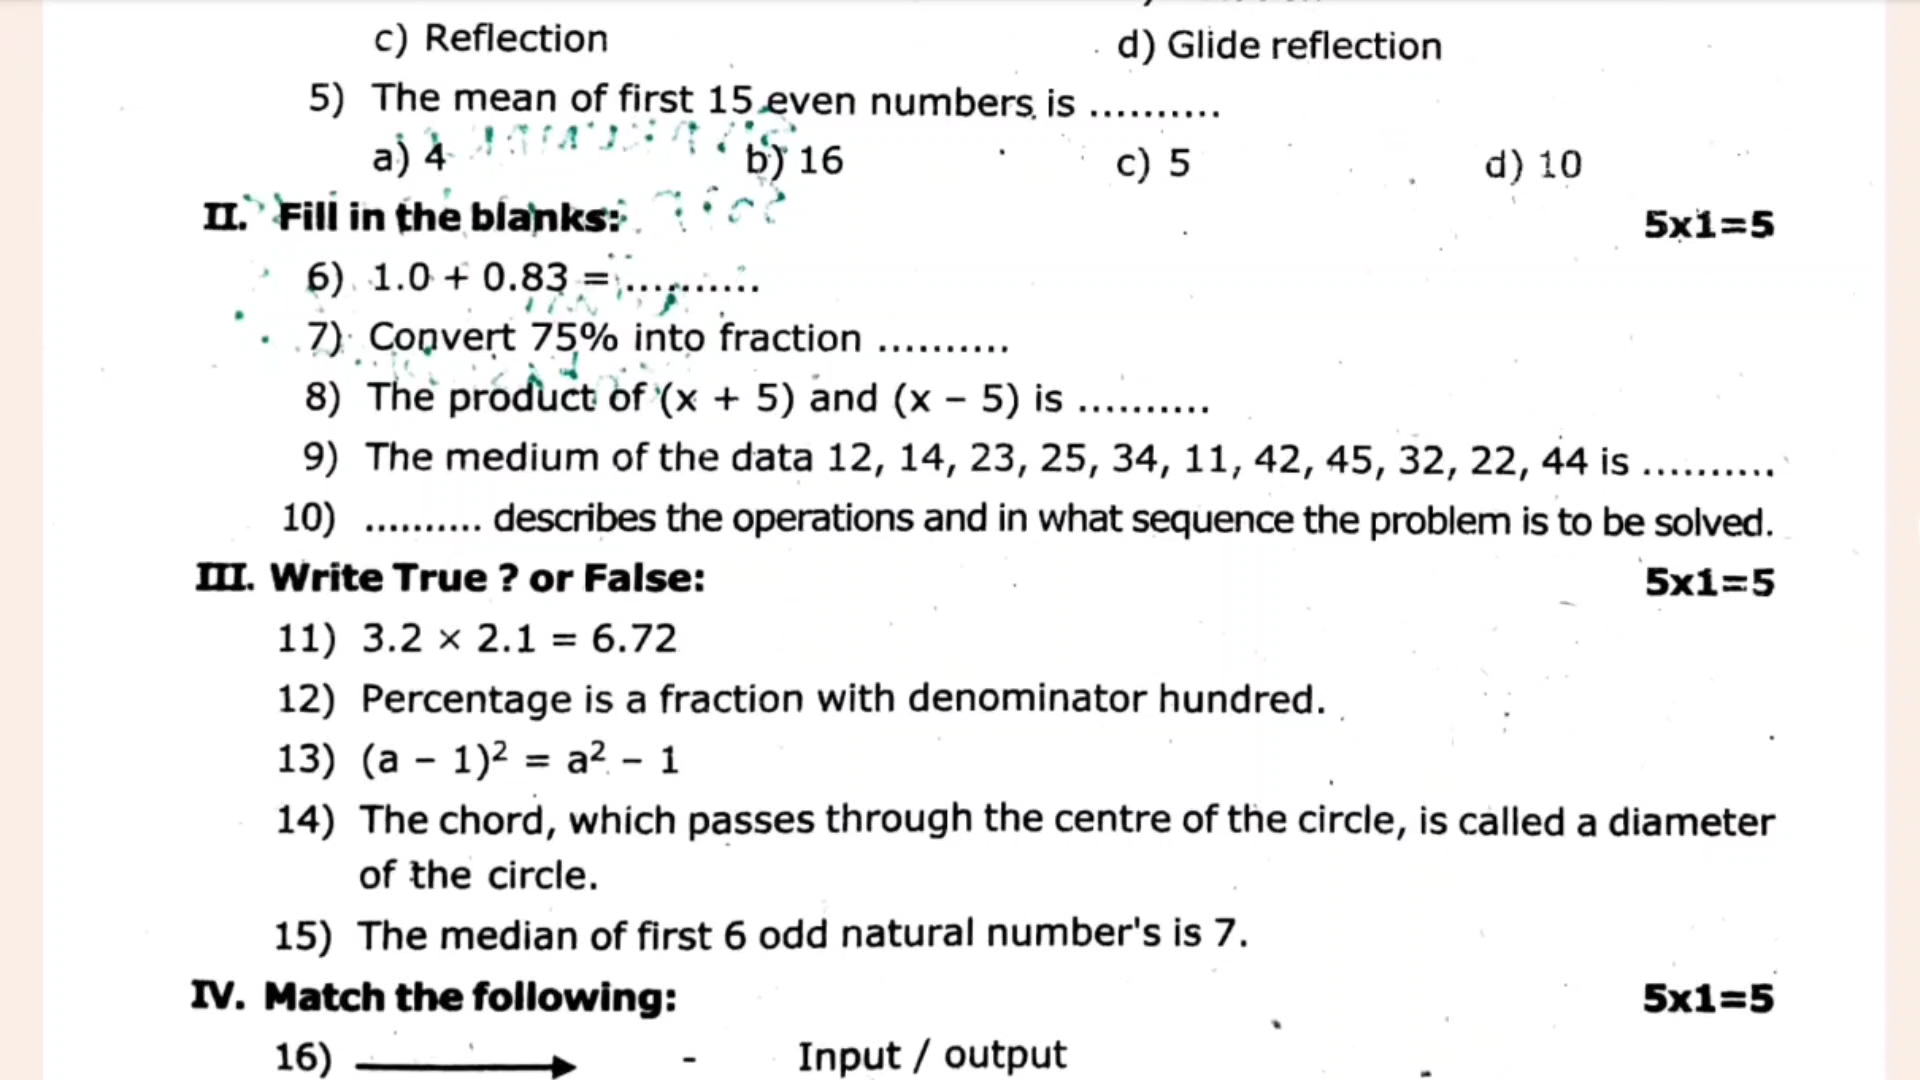 c) Reflection d) Glide reflection
5) The mean of first 15 even numbers is ..........
a) 4 b) 16 c) 5 d) 10
II. Fill in the blanks: 5x1=5
6) 1.0 + 0.83 = ..........
7) Convert 75% into fraction ..........
8) The product of (x + 5) and (x – 5) is ..........
9) The medium of the data 12, 14, 23, 25, 34, 11, 42, 45, 32, 22, 44 is ..........
10) .......... describes the operations and in what sequence the problem is to be solved.
III. Write True ? or False: 5x1=5
11) 3.2 × 2.1 = 6.72
12) Percentage is a fraction with denominator hundred.
13) (a – 1)² = a² – 1
14) The chord, which passes through the centre of the circle, is called a diameter
of the circle.
15) The median of first 6 odd natural number's is 7.
IV. Match the following: 5x1=5
16) ⟶ - Input / output